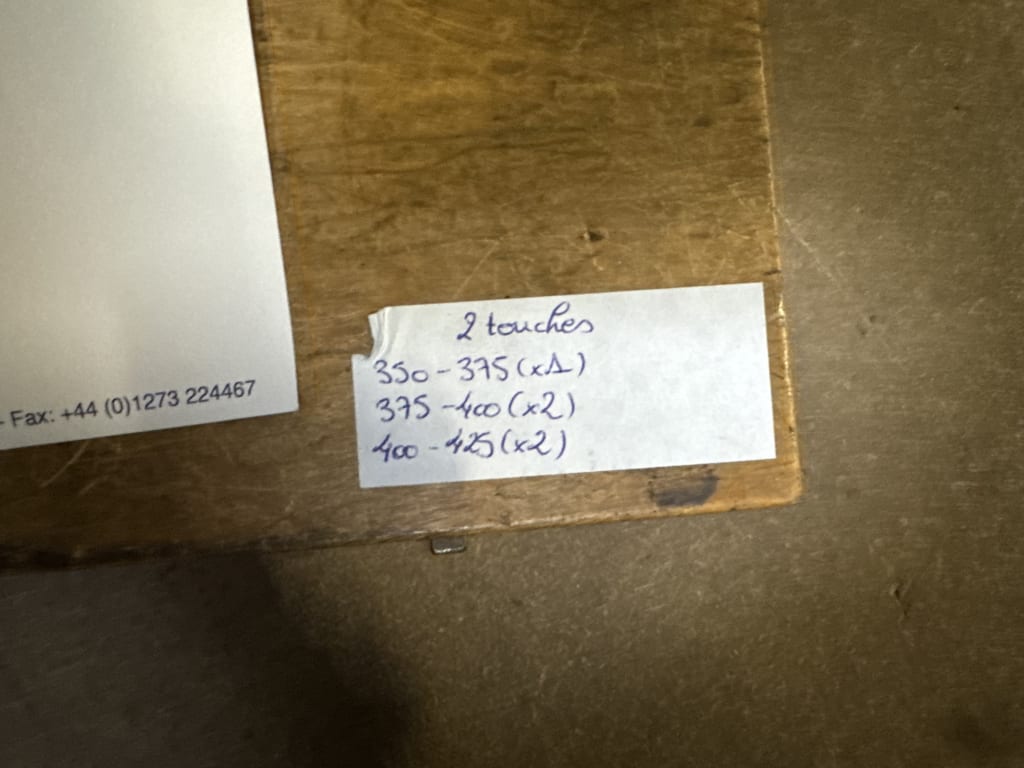 - Fax: +44 (0)1273 224467
2 touches
350 - 375 (x1)
375 - 400 (x2)
400 - 425 (x2)